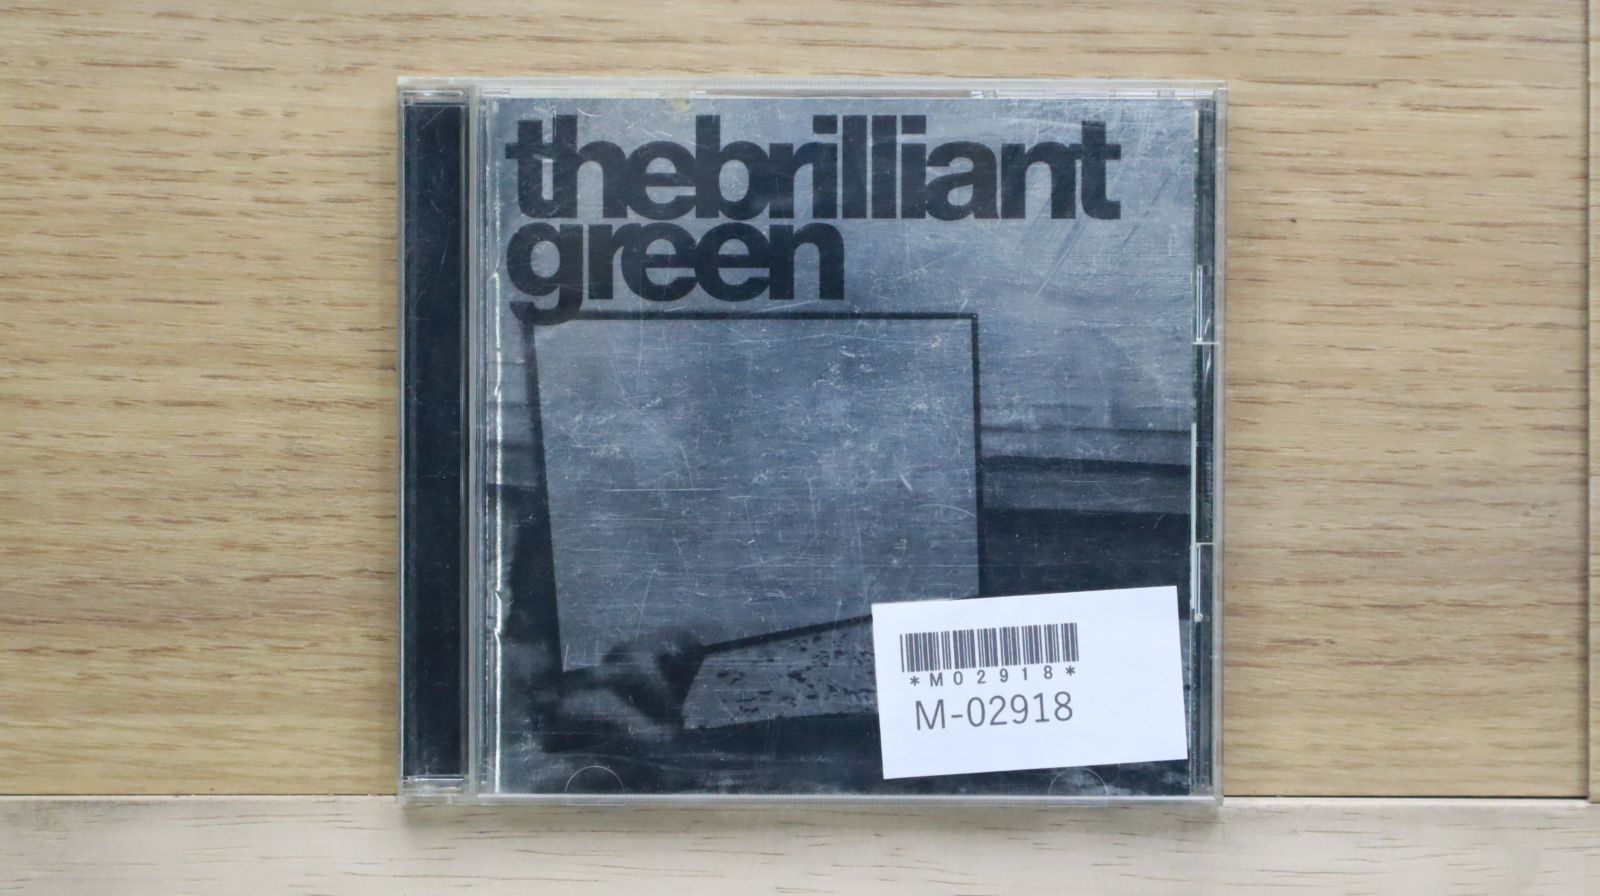 thebrilliant
green
*M02918*
M-02918